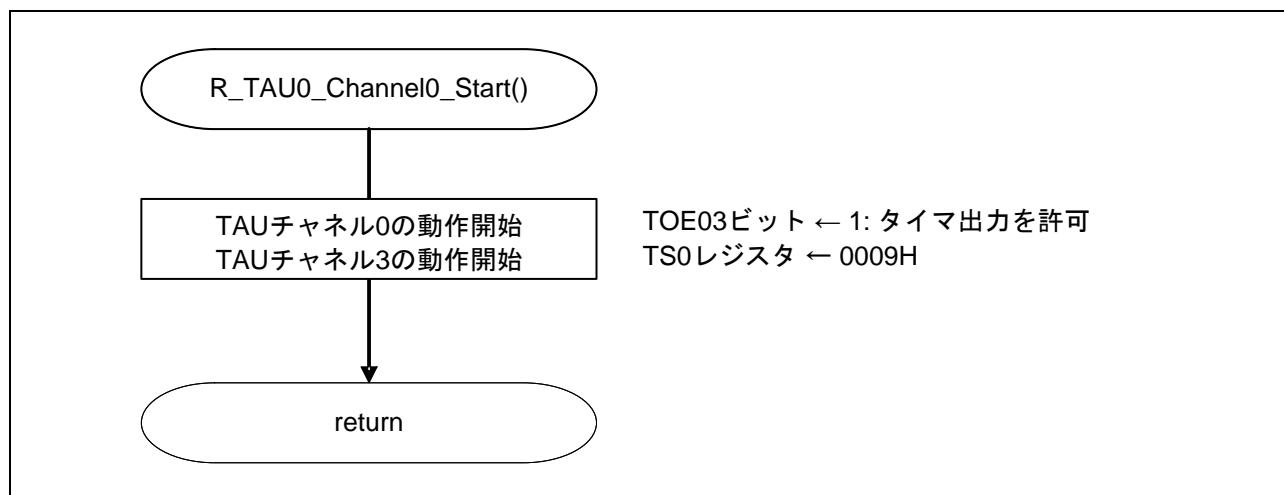 R_TAU0_Channel0_Start()
TAUチャネル0の動作開始
TAUチャネル3の動作開始
TOE03ビット ← 1: タイマ出力を許可
TS0レジスタ ← 0009H
return